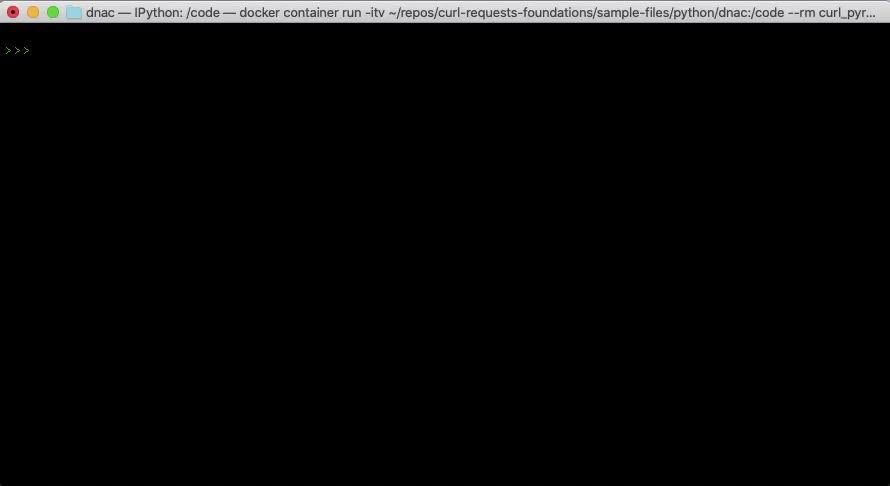 dnac — IPython: /code — docker container run -itv ~/repos/curl-requests-foundations/sample-files/python/dnac:/code --rm curl_pyr...
>>>